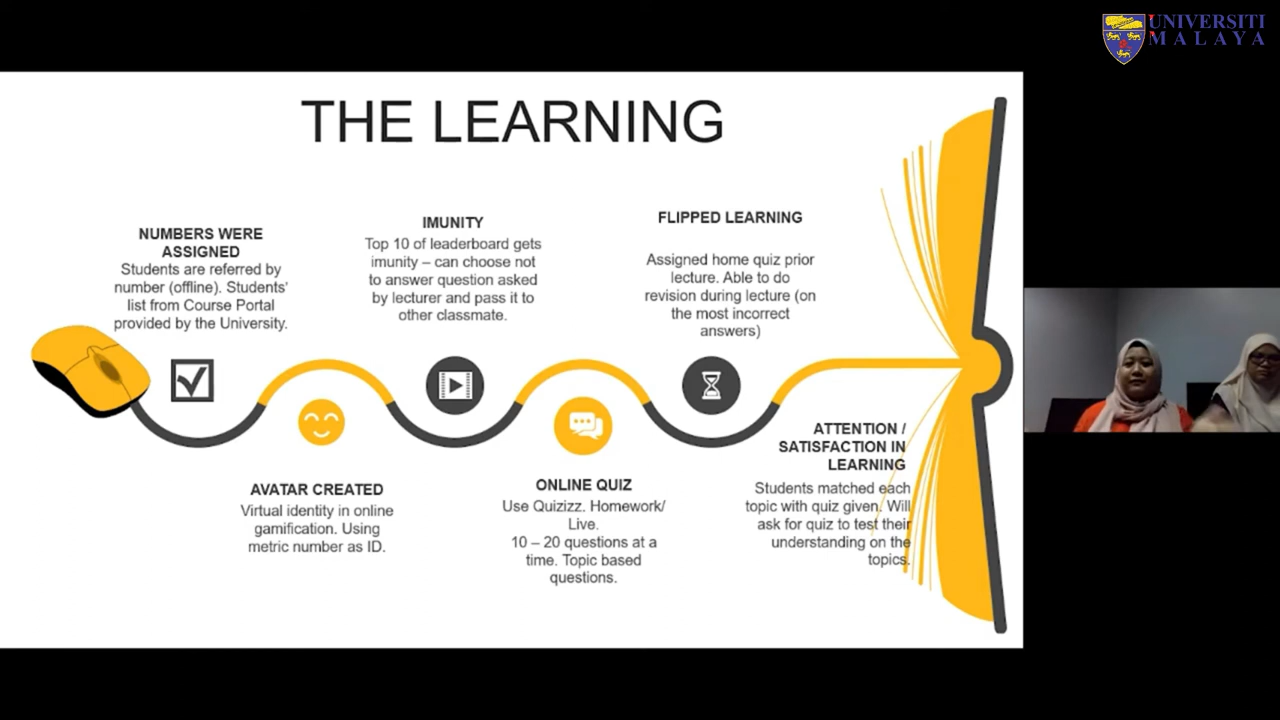 UNIVERSITI
MALAYA
THE LEARNING
NUMBERS WERE
ASSIGNED
Students are referred by
number (offline). Students'
list from Course Portal
provided by the University.
AVATAR CREATED
Virtual identity in online
gamification. Using
metric number as ID.
IMUNITY
Top 10 of leaderboard gets
imunity – can choose not
to answer question asked
by lecturer and pass it to
other classmate.
ONLINE QUIZ
Use Quizizz. Homework/
Live.
10 – 20 questions at a
time. Topic based
questions.
FLIPPED LEARNING
Assigned home quiz prior
lecture. Able to do
revision during lecture (on
the most incorrect
answers)
ATTENTION /
SATISFACTION IN
LEARNING
Students matched each
topic with quiz given. Will
ask for quiz to test their
understanding on the
topics.